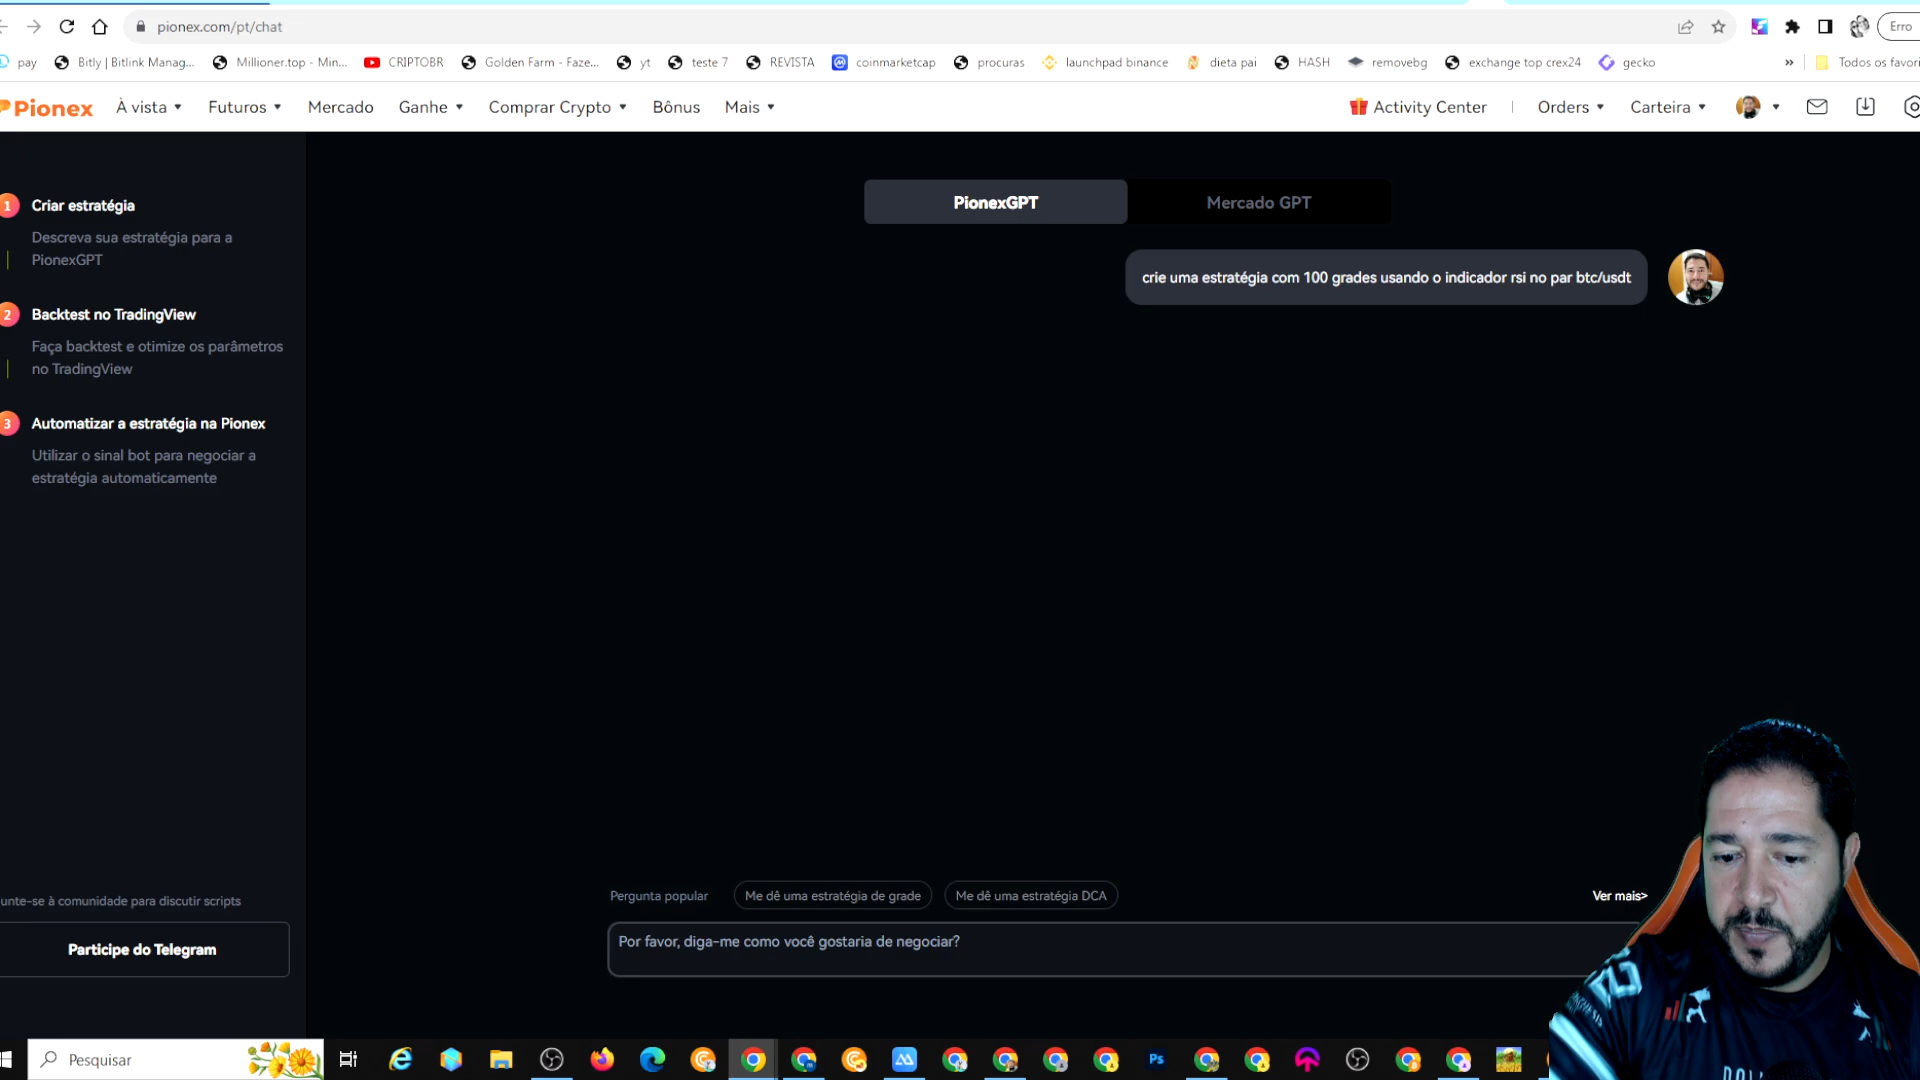 pionex.com/pt/chat
Erro
pay
Bitly | Bitlink Manag...
Millioner.top - Min...
CRIPTOBR
Golden Farm - Faze...
yt
teste 7
REVISTA
coinmarketcap
procuras
launchpad binance
dieta pai
HASH
removebg
exchange top crex24
gecko
»
Todos os favori
Pionex
À vista
Futuros
Mercado
Ganhe
Comprar Crypto
Bônus
Mais
Activity Center
Orders
Carteira
1
Criar estratégia
Descreva sua estratégia para a
PionexGPT
2
Backtest no TradingView
Faça backtest e otimize os parâmetros
no TradingView
3
Automatizar a estratégia na Pionex
Utilizar o sinal bot para negociar a
estratégia automaticamente
unte-se à comunidade para discutir scripts
Participe do Telegram
PionexGPT
Mercado GPT
crie uma estratégia com 100 grades usando o indicador rsi no par btc/usdt
Pergunta popular
Me dê uma estratégia de grade
Me dê uma estratégia DCA
Ver mais>
Por favor, diga-me como você gostaria de negociar?
Pesquisar
Ps